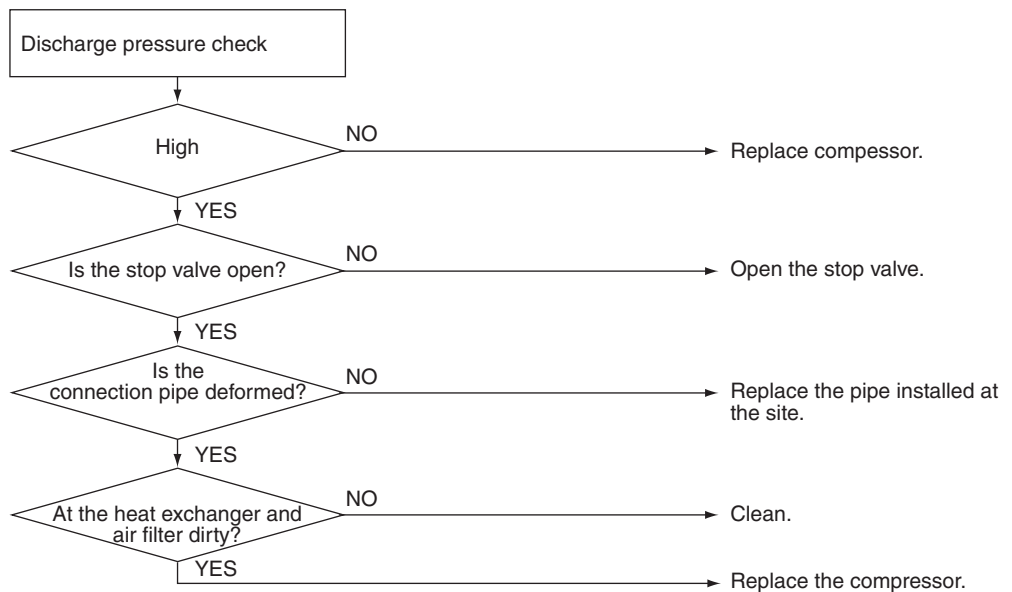 Discharge pressure check
High
NO
Replace compessor.
YES
Is the stop valve open?
NO
Open the stop valve.
YES
Is the
connection pipe deformed?
NO
Replace the pipe installed at
the site.
YES
At the heat exchanger and
air filter dirty?
NO
Clean.
YES
Replace the compressor.